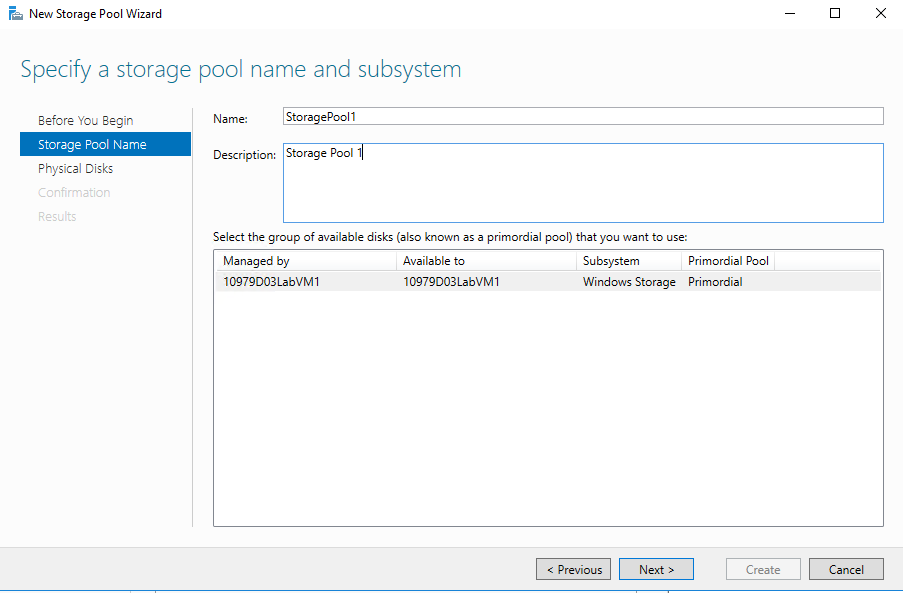 New Storage Pool Wizard
Specify a storage pool name and subsystem
Before You Begin
Storage Pool Name
Physical Disks
Confirmation
Results
Name: StoragePool1
Description: Storage Pool 1
Select the group of available disks (also known as a primordial pool) that you want to use:
Managed by Available to Subsystem Primordial Pool
10979D03LabVM1 10979D03LabVM1 Windows Storage Primordial
< Previous Next > Create Cancel